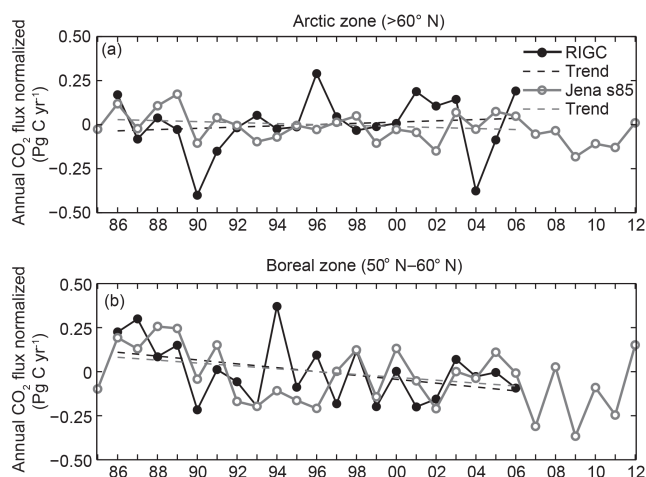 Arctic zone (>60° N)
Annual CO2 flux normalized
(Pg C yr⁻¹)
0.50
0.25
0
−0.25
−0.50
(a)
RIGC
Trend
Jena s85
Trend
86 88 90 92 94 96 98 00 02 04 06 08 10 12
Boreal zone (50° N–60° N)
Annual CO2 flux normalized
(Pg C yr⁻¹)
0.50
0.25
0
−0.25
−0.50
(b)
86 88 90 92 94 96 98 00 02 04 06 08 10 12